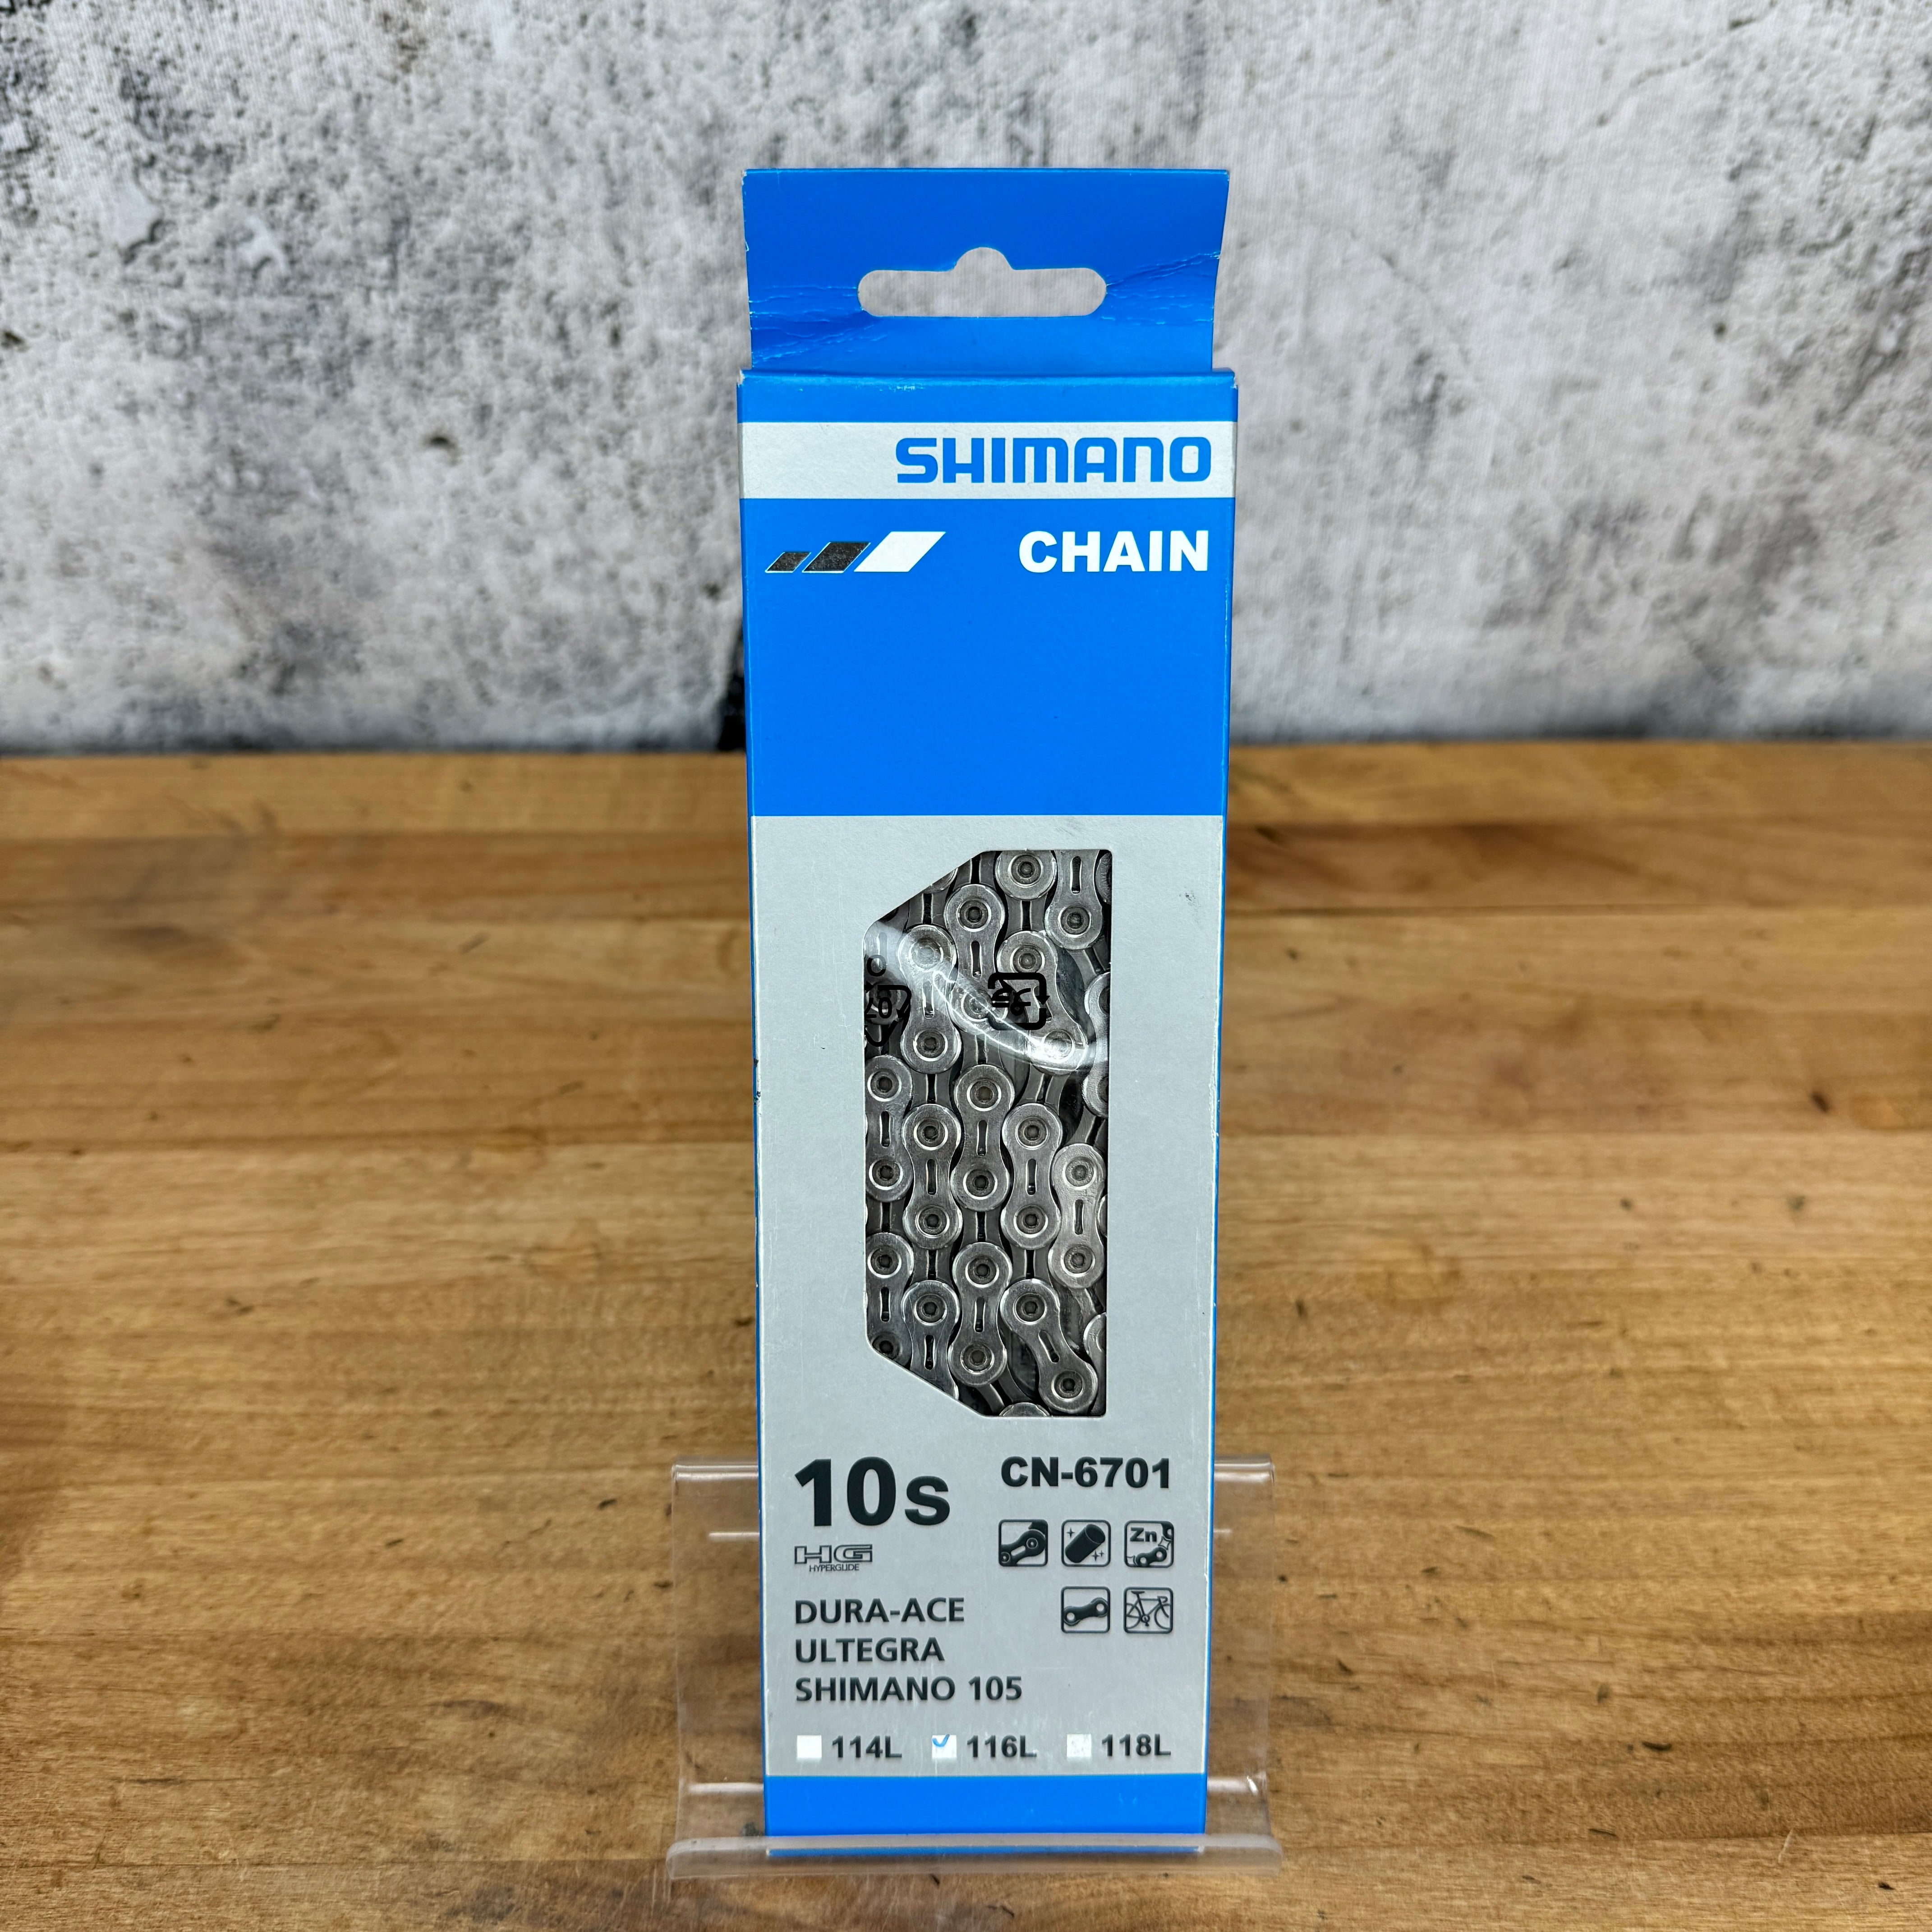 SHIMANO
CHAIN
10s
CN-6701
HG
HYPERGLIDE
Zn
DURA-ACE
ULTEGRA
SHIMANO 105
114L 116L 118L